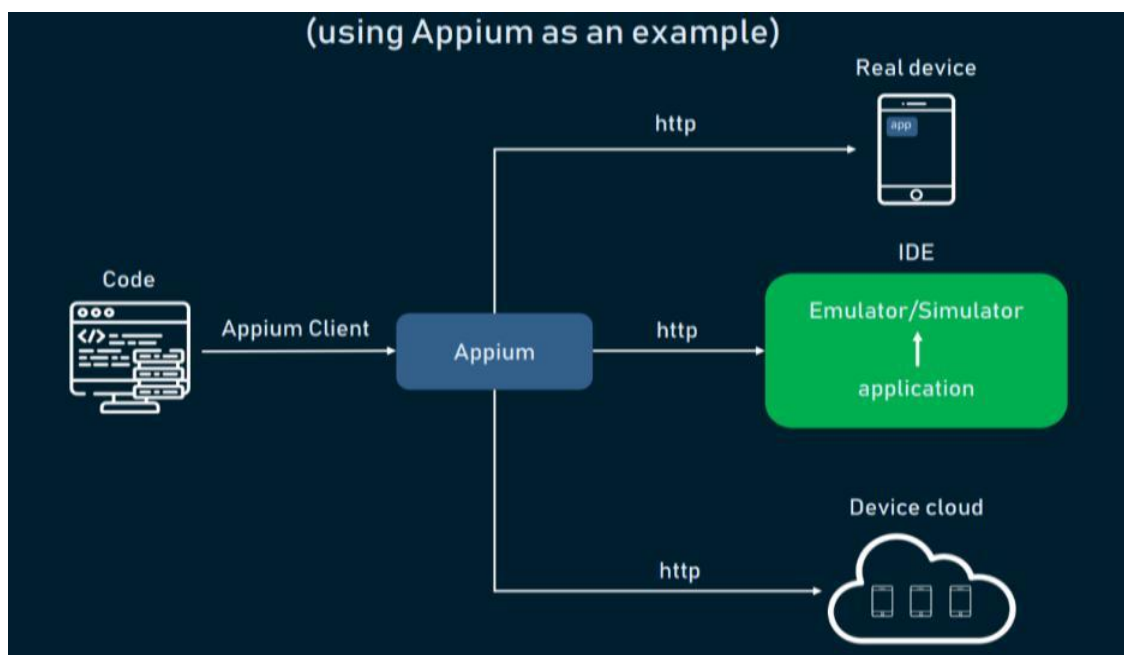 (using Appium as an example)
Real device
http
app
IDE
Code
Emulator/Simulator
Appium Client
Appium
http
application
Device cloud
http